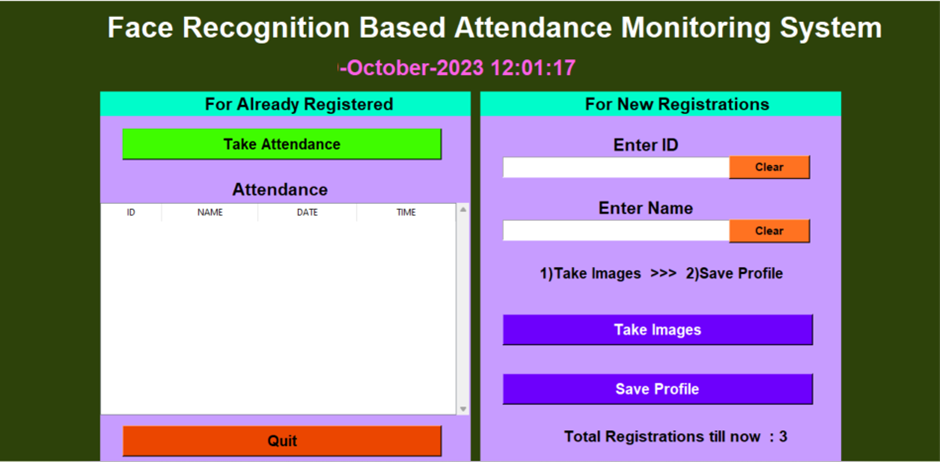 Face Recognition Based Attendance Monitoring System
-October-2023 12:01:17
For Already Registered
Take Attendance
Attendance
ID NAME DATE TIME
Quit
For New Registrations
Enter ID
Clear
Enter Name
Clear
1)Take Images >>> 2)Save Profile
Take Images
Save Profile
Total Registrations till now : 3